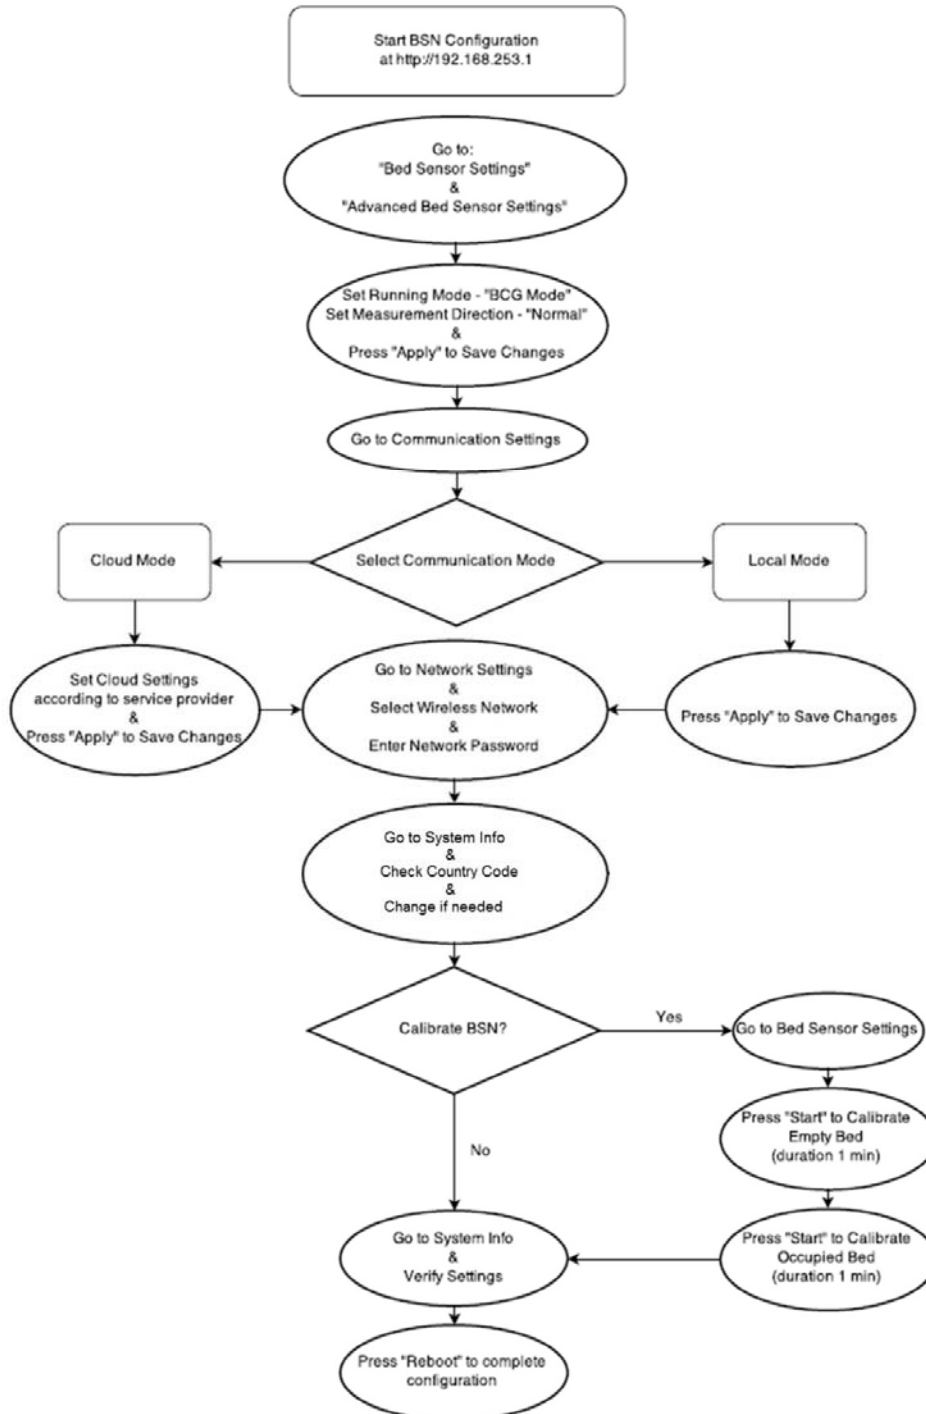 Start BSN Configuration
at http://192.168.253.1
Go to:
"Bed Sensor Settings"
&
"Advanced Bed Sensor Settings"
Set Running Mode - "BCG Mode"
Set Measurement Direction - "Normal"
&
Press "Apply" to Save Changes
Go to Communication Settings
Cloud Mode
Select Communication Mode
Local Mode
Set Cloud Settings
according to service provider
&
Press "Apply" to Save Changes
Go to Network Settings
&
Select Wireless Network
&
Enter Network Password
Press "Apply" to Save Changes
Go to System Info
&
Check Country Code
&
Change if needed
Calibrate BSN?
Yes
Go to Bed Sensor Settings
Press "Start" to Calibrate
Empty Bed
(duration 1 min)
No
Go to System Info
&
Verify Settings
Press "Start" to Calibrate
Occupied Bed
(duration 1 min)
Press "Reboot" to complete
configuration